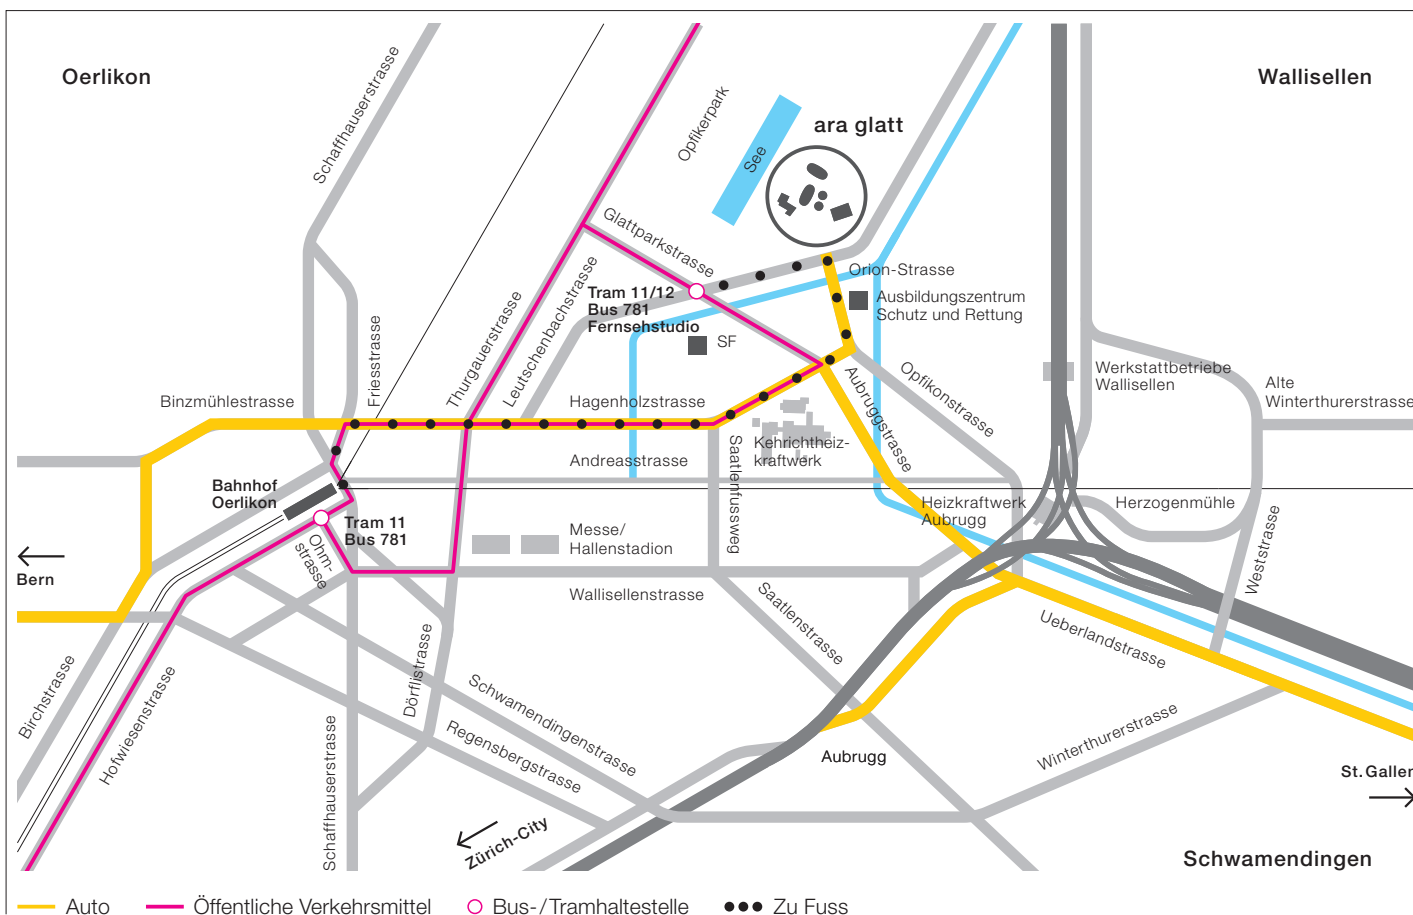 Oerlikon
Wallisellen
Schaffhauserstrasse
Opfikerpark
See
ara glatt
Glattparkstrasse
Orion-Strasse
Tram 11/12
Bus 781
Fernsehstudio
Ausbildungszentrum
Schutz und Rettung
SF
Friesstrasse
Thurgauerstrasse
Leutschenbachstrasse
Binzmühlestrasse
Hagenholzstrasse
Aubruggstrasse
Opfikonstrasse
Werkstattbetriebe
Wallisellen
Alte
Winterthurerstrasse
Kehrichtheiz-
kraftwerk
Andreasstrasse
Saatlenfussweg
Bahnhof
Oerlikon
Tram 11
Bus 781
Ohm-
strasse
Messe/
Hallenstadion
Heizkraftwerk
Aubrugg
Herzogenmühle
Weststrasse
Bern
Wallisellenstrasse
Saatlenstrasse
Ueberlandstrasse
Birchstrasse
Hofwiesenstrasse
Dörflistrasse
Schwamendingenstrasse
Regensbergstrasse
Schaffhauserstrasse
Winterthurerstrasse
Aubrugg
St. Gallen
Zürich-City
Schwamendingen
Auto
Öffentliche Verkehrsmittel
Bus-/Tramhaltestelle
Zu Fuss